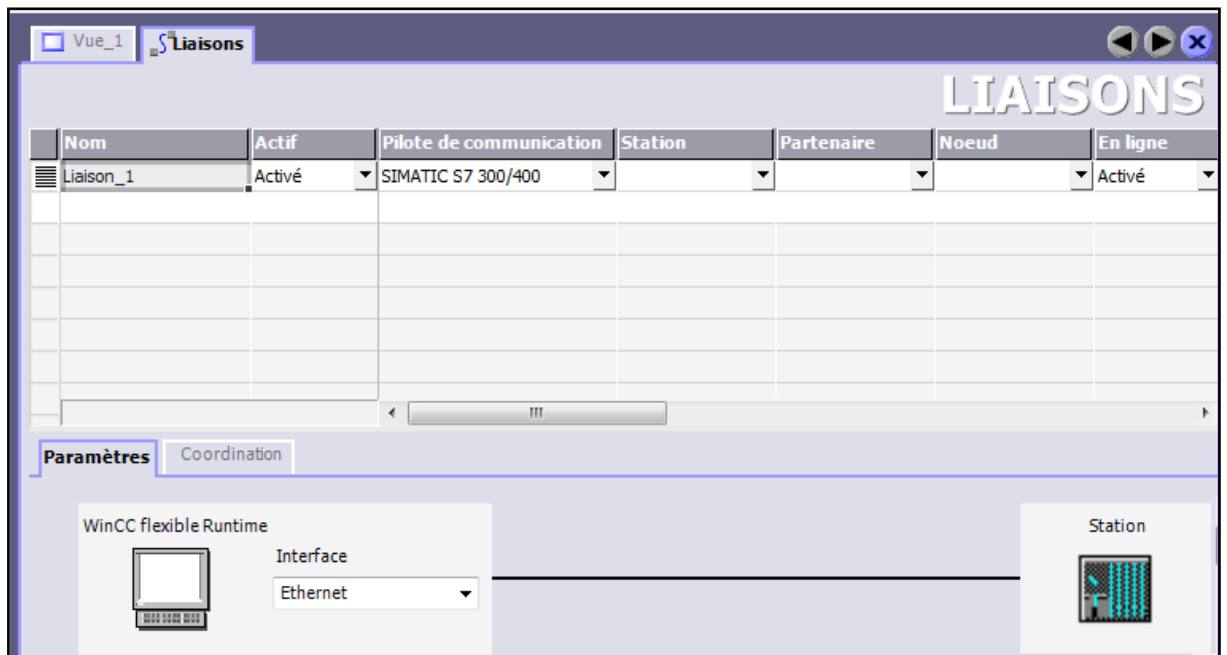 Vue_1 Liaisons
LIAISONS
Nom Actif Pilote de communication Station Partenaire Noeud En ligne
Liaison_1 Activé SIMATIC S7 300/400 Activé
Paramètres Coordination
WinCC flexible Runtime Station
Interface
Ethernet